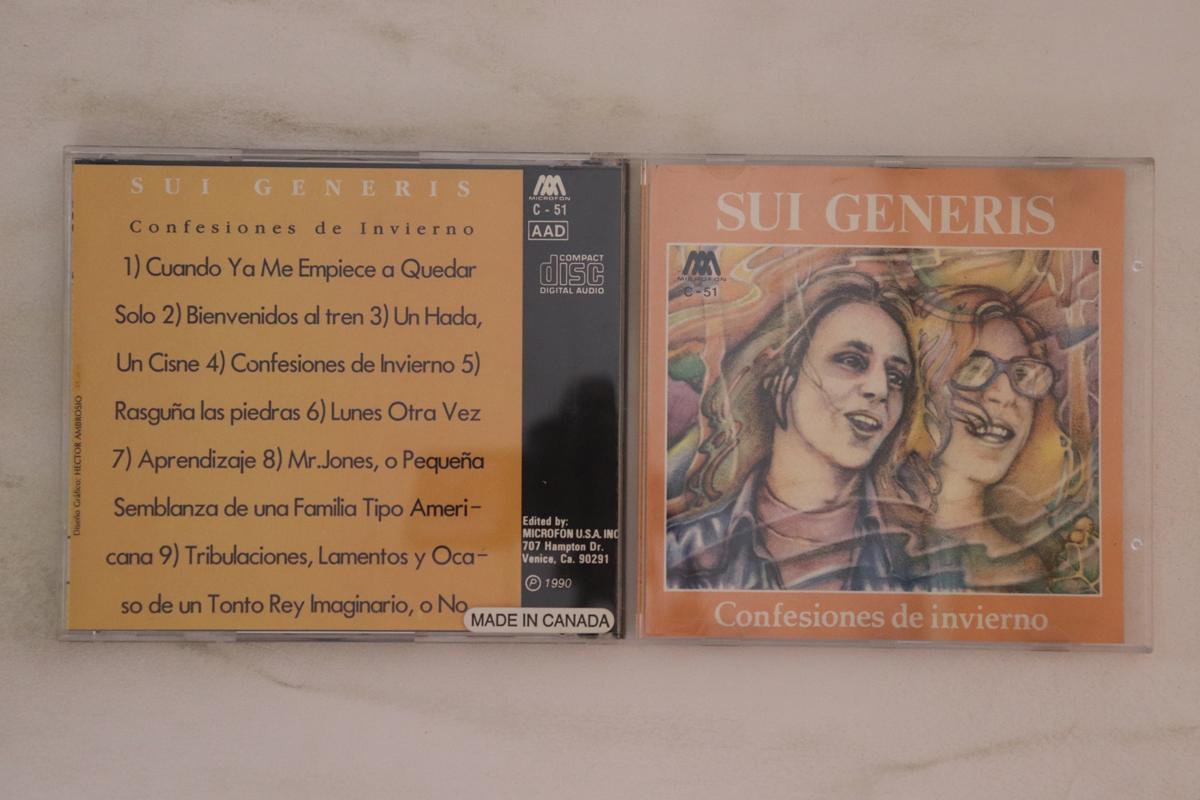 SUI GENERIS
Confesiones de Invierno
1) Cuando Ya Me Empiece a Quedar
Solo 2) Bienvenidos al tren 3) Un Hada,
Un Cisne 4) Confesiones de Invierno 5)
Rasguña las piedras 6) Lunes Otra Vez
7) Aprendizaje 8) Mr.Jones, o Pequeña
Semblanza de una Familia Tipo Ameri-
cana 9) Tribulaciones, Lamentos y Oca-
so de un Tonto Rey Imaginario, o No
Diseño Gráfico: HECTOR AMBROSIO
MICROFON
C - 51
AAD
COMPACT
disc
DIGITAL AUDIO
Edited by:
MICROFON U.S.A. INC
707 Hampton Dr.
Venice, Ca. 90291
Ⓟ 1990
MADE IN CANADA
SUI GENERIS
MICROFON
C-51
Confesiones de invierno